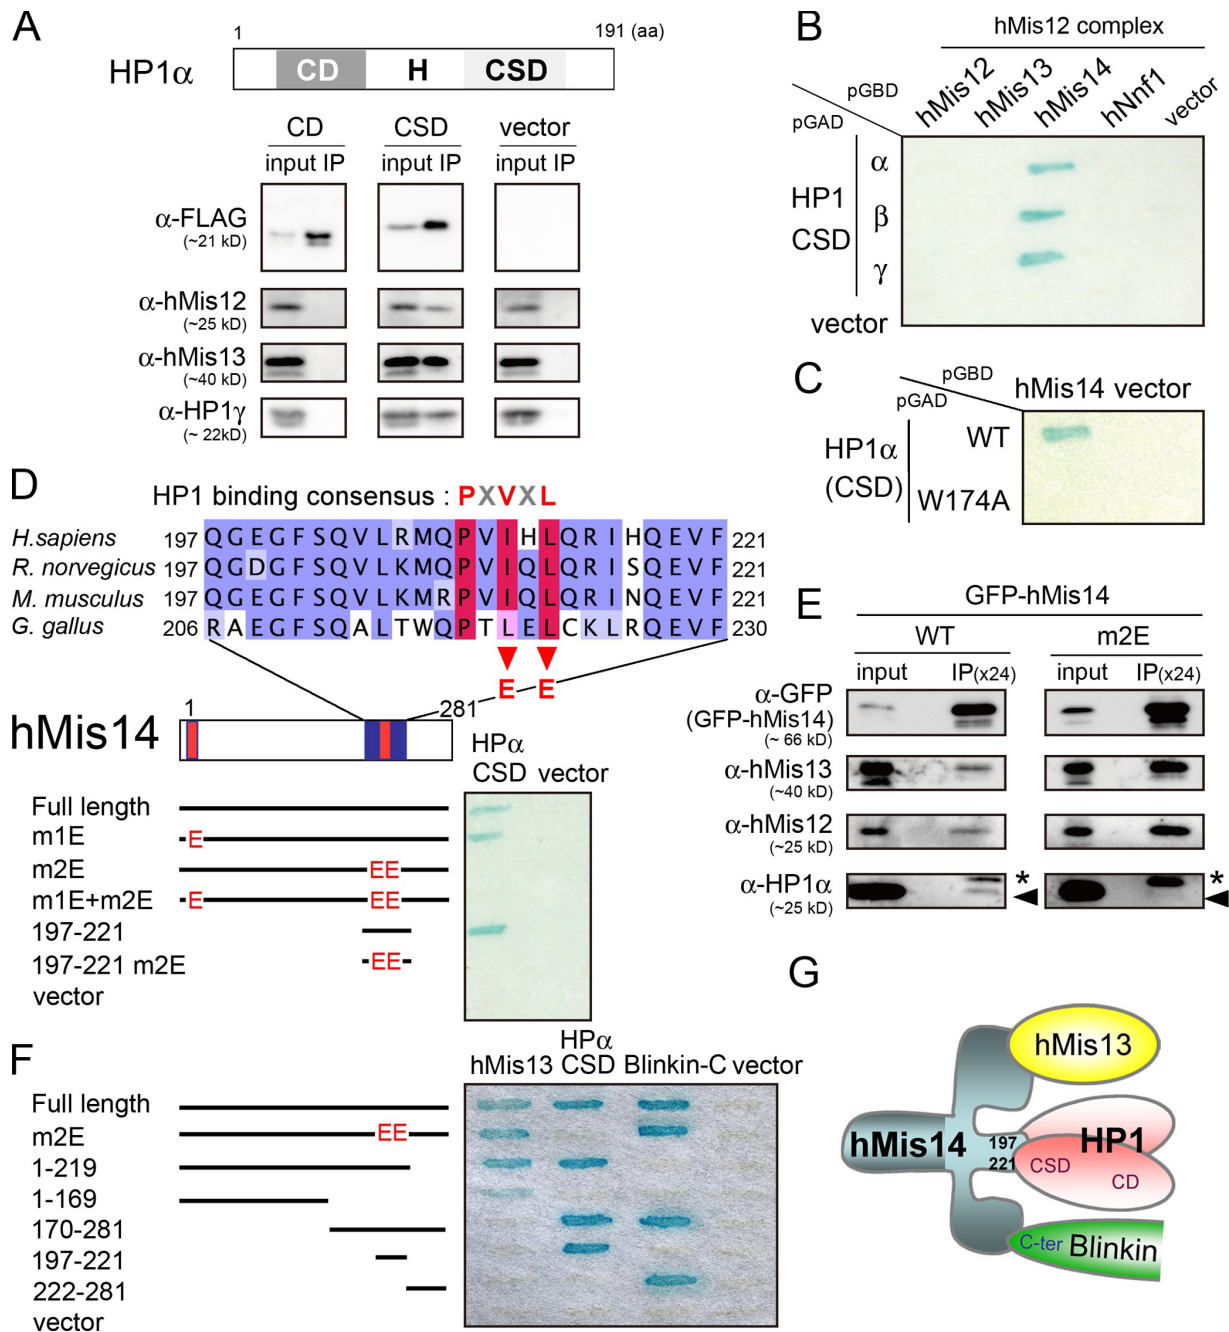 A
1
191 (aa)
HP1α
CD
H
CSD
CD
CSD
vector
input IP
input IP
input IP
α-FLAG
(~21 kD)
α-hMis12
(~25 kD)
α-hMis13
(~40 kD)
α-HP1γ
(~ 22kD)
B
hMis12 complex
pGBD
pGAD
hMis12
hMis13
hMis14
hNnf1
vector
HP1
CSD
α
β
γ
vector
C
pGBD
pGAD
hMis14 vector
HP1α
(CSD)
WT
W174A
D
HP1 binding consensus : PXVXL
H.sapiens 197 QGEGFSQVLRMQPVIHLQRIHQEVF 221
R. norvegicus 197 QGDGFSQVLKMQPVIQLQRISQEVF 221
M. musculus 197 QGEGFSQVLKMRPVIQLQRINQEVF 221
G. gallus 206 RAEGFSQALTWQPTLELCKLRQEVF 230
E E
1
281
hMis14
HPα
CSD vector
Full length
m1E
E
m2E
EE
m1E+m2E
E
EE
197-221
197-221 m2E
EE
vector
E
GFP-hMis14
WT
m2E
input
IP(x24)
input
IP(x24)
α-GFP
(GFP-hMis14)
(~ 66 kD)
α-hMis13
(~40 kD)
α-hMis12
(~25 kD)
α-HP1α
(~25 kD)
*
*
F
HPα
hMis13 CSD Blinkin-C vector
Full length
m2E
EE
1-219
1-169
170-281
197-221
222-281
vector
G
hMis13
hMis14
197
221
HP1
CSD
CD
C-ter Blinkin